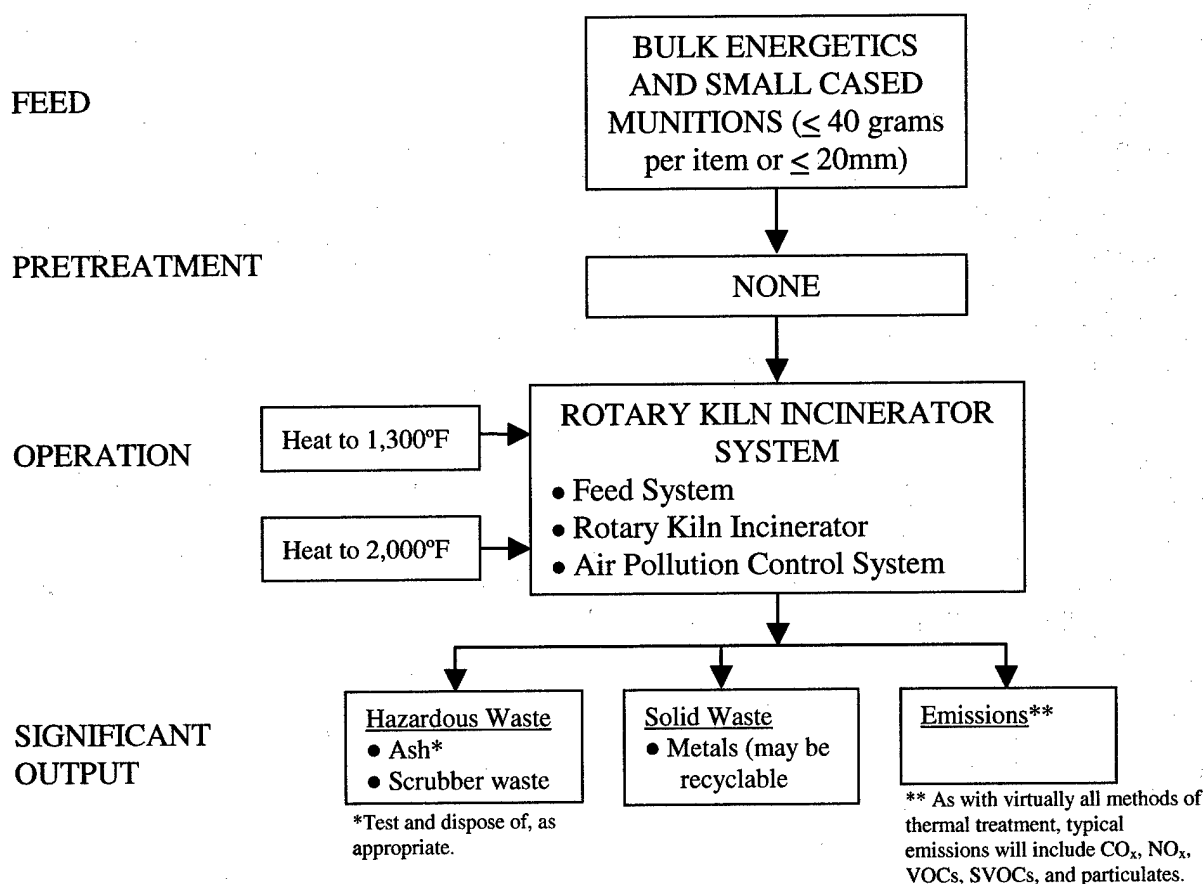 FEED
BULK ENERGETICS
AND SMALL CASED
MUNITIONS (≤ 40 grams
per item or ≤ 20mm)
PRETREATMENT
NONE
OPERATION
Heat to 1,300ºF
Heat to 2,000ºF
ROTARY KILN INCINERATOR
SYSTEM
● Feed System
● Rotary Kiln Incinerator
● Air Pollution Control System
SIGNIFICANT
OUTPUT
Hazardous Waste
● Ash*
● Scrubber waste
*Test and dispose of, as
appropriate.
Solid Waste
● Metals (may be
recyclable
Emissions**
** As with virtually all methods of
thermal treatment, typical
emissions will include COₓ, NOₓ,
VOCs, SVOCs, and particulates.